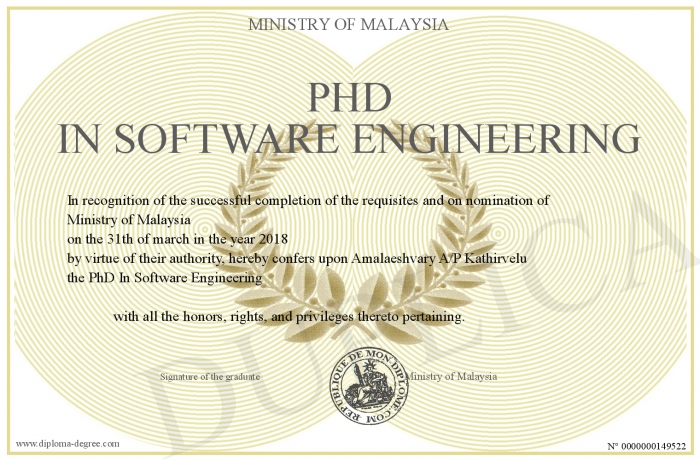 MINISTRY OF MALAYSIA
PHD
IN SOFTWARE ENGINEERING
In recognition of the successful completion of the requisites and on nomination of
Ministry of Malaysia
on the 31th of march in the year 2018
by virtue of their authority, hereby confers upon Amalaeshvary A/P Kathirvelu
the PhD In Software Engineering
with all the honors, rights, and privileges thereto pertaining.
Signature of the graduate
REPUBLIQUE DE MON DIPLOME.COM
Ministry of Malaysia
DUPLICATA
www.diploma-degree.com
N° 0000000149522